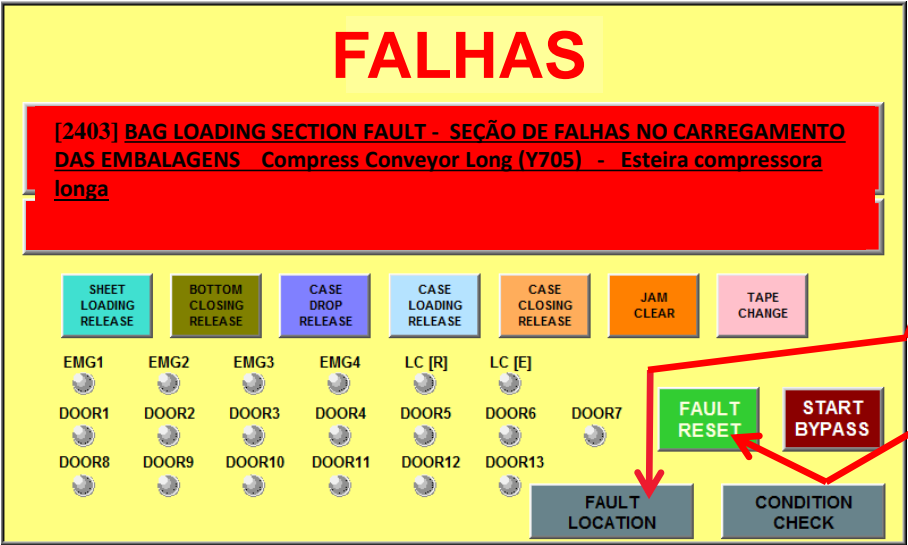 FALHAS
[2403] BAG LOADING SECTION FAULT - SEÇÃO DE FALHAS NO CARREGAMENTO
DAS EMBALAGENS Compress Conveyor Long (Y705) - Esteira compressora
longa
SHEET
LOADING
RELEASE
BOTTOM
CLOSING
RELEASE
CASE
DROP
RELEASE
CASE
LOADING
RELEASE
CASE
CLOSING
RELEASE
JAM
CLEAR
TAPE
CHANGE
EMG1 EMG2 EMG3 EMG4 LC [R] LC [E]
DOOR1 DOOR2 DOOR3 DOOR4 DOOR5 DOOR6 DOOR7
DOOR8 DOOR9 DOOR10 DOOR11 DOOR12 DOOR13
FAULT
RESET
START
BYPASS
FAULT
LOCATION
CONDITION
CHECK